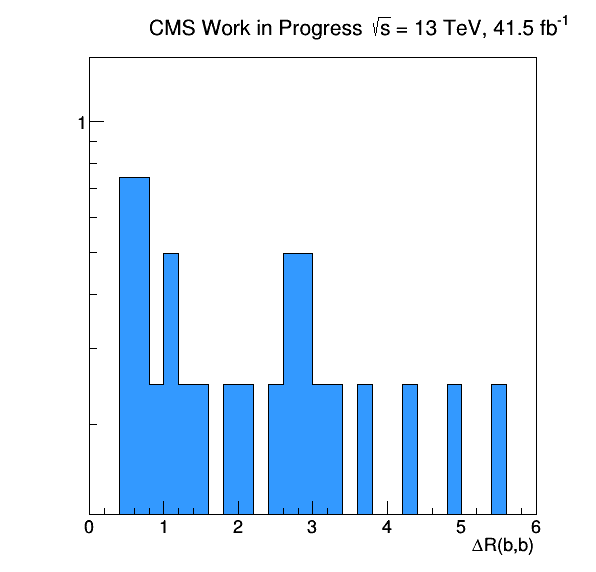 CMS Work in Progress √s = 13 TeV, 41.5 fb⁻¹
1
0 1 2 3 4 5 6
ΔR(b,b)